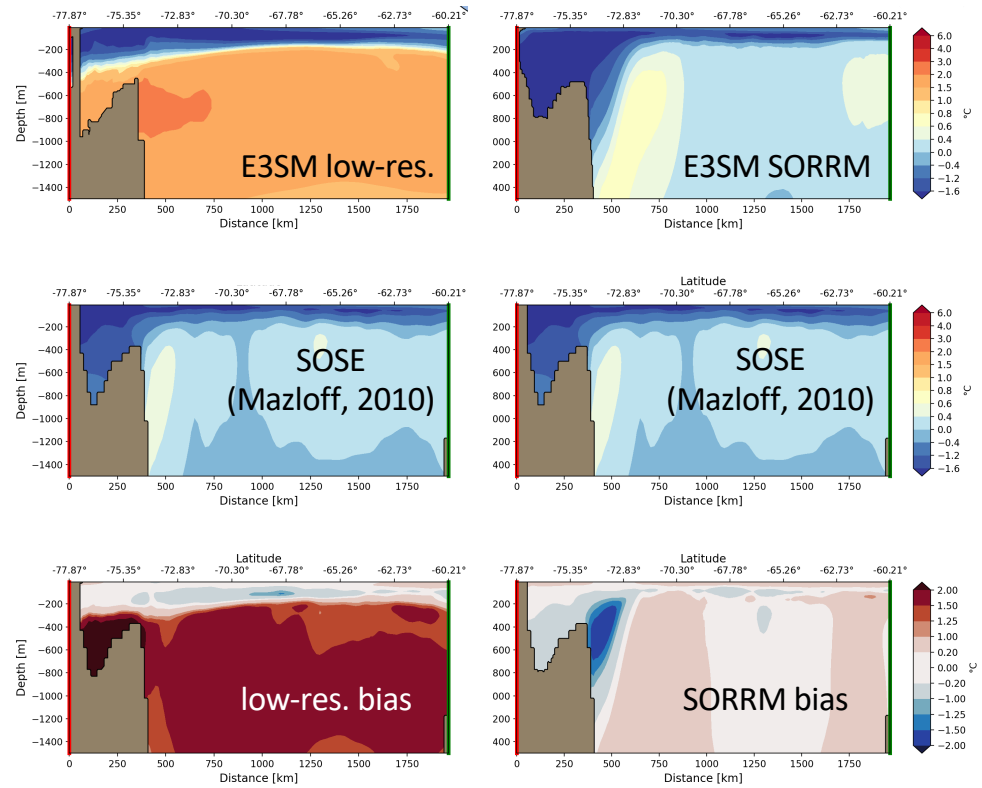 -77.87° -75.35° -72.83° -70.30° -67.78° -65.26° -62.73° -60.21°
Depth [m]
−200
−400
−600
−800
−1000
−1200
−1400
E3SM low-res.
0 250 500 750 1000 1250 1500 1750
Distance [km]
-77.87° -75.35° -72.83° -70.30° -67.78° -65.26° -62.73° -60.21°
−200
−400
−600
−800
000
200
400
E3SM SORRM
0 250 500 750 1000 1250 1500 1750
Distance [km]
6.0
4.0
3.0
2.0
1.0
0.8
0.6
0.4
0.0
−0.4
−1.2
−1.6
°C
-77.87° -75.35° -72.83° -70.30° -67.78° -65.26° -62.73° -60.21°
Depth [m]
−200
−400
−600
−800
−1000
−1200
−1400
SOSE
(Mazloff, 2010)
0 250 500 750 1000 1250 1500 1750
Distance [km]
Latitude
-77.87° -75.35° -72.83° -70.30° -67.78° -65.26° -62.73° -60.21°
−200
−400
−600
−800
000
200
400
SOSE
(Mazloff, 2010)
0 250 500 750 1000 1250 1500 1750
Distance [km]
6.0
4.0
3.0
2.0
1.0
0.8
0.6
0.4
0.0
−0.4
−1.2
−1.6
°C
Latitude
-77.87° -75.35° -72.83° -70.30° -67.78° -65.26° -62.73° -60.21°
Depth [m]
−200
−400
−600
−800
−1000
−1200
−1400
low-res. bias
0 250 500 750 1000 1250 1500 1750
Distance [km]
Latitude
-77.87° -75.35° -72.83° -70.30° -67.78° -65.26° -62.73° -60.21°
−200
−400
−600
−800
000
200
400
SORRM bias
0 250 500 750 1000 1250 1500 1750
Distance [km]
2.00
1.50
1.00
0.20
0.00
−0.20
−1.00
−1.25
−1.50
−2.00
°C